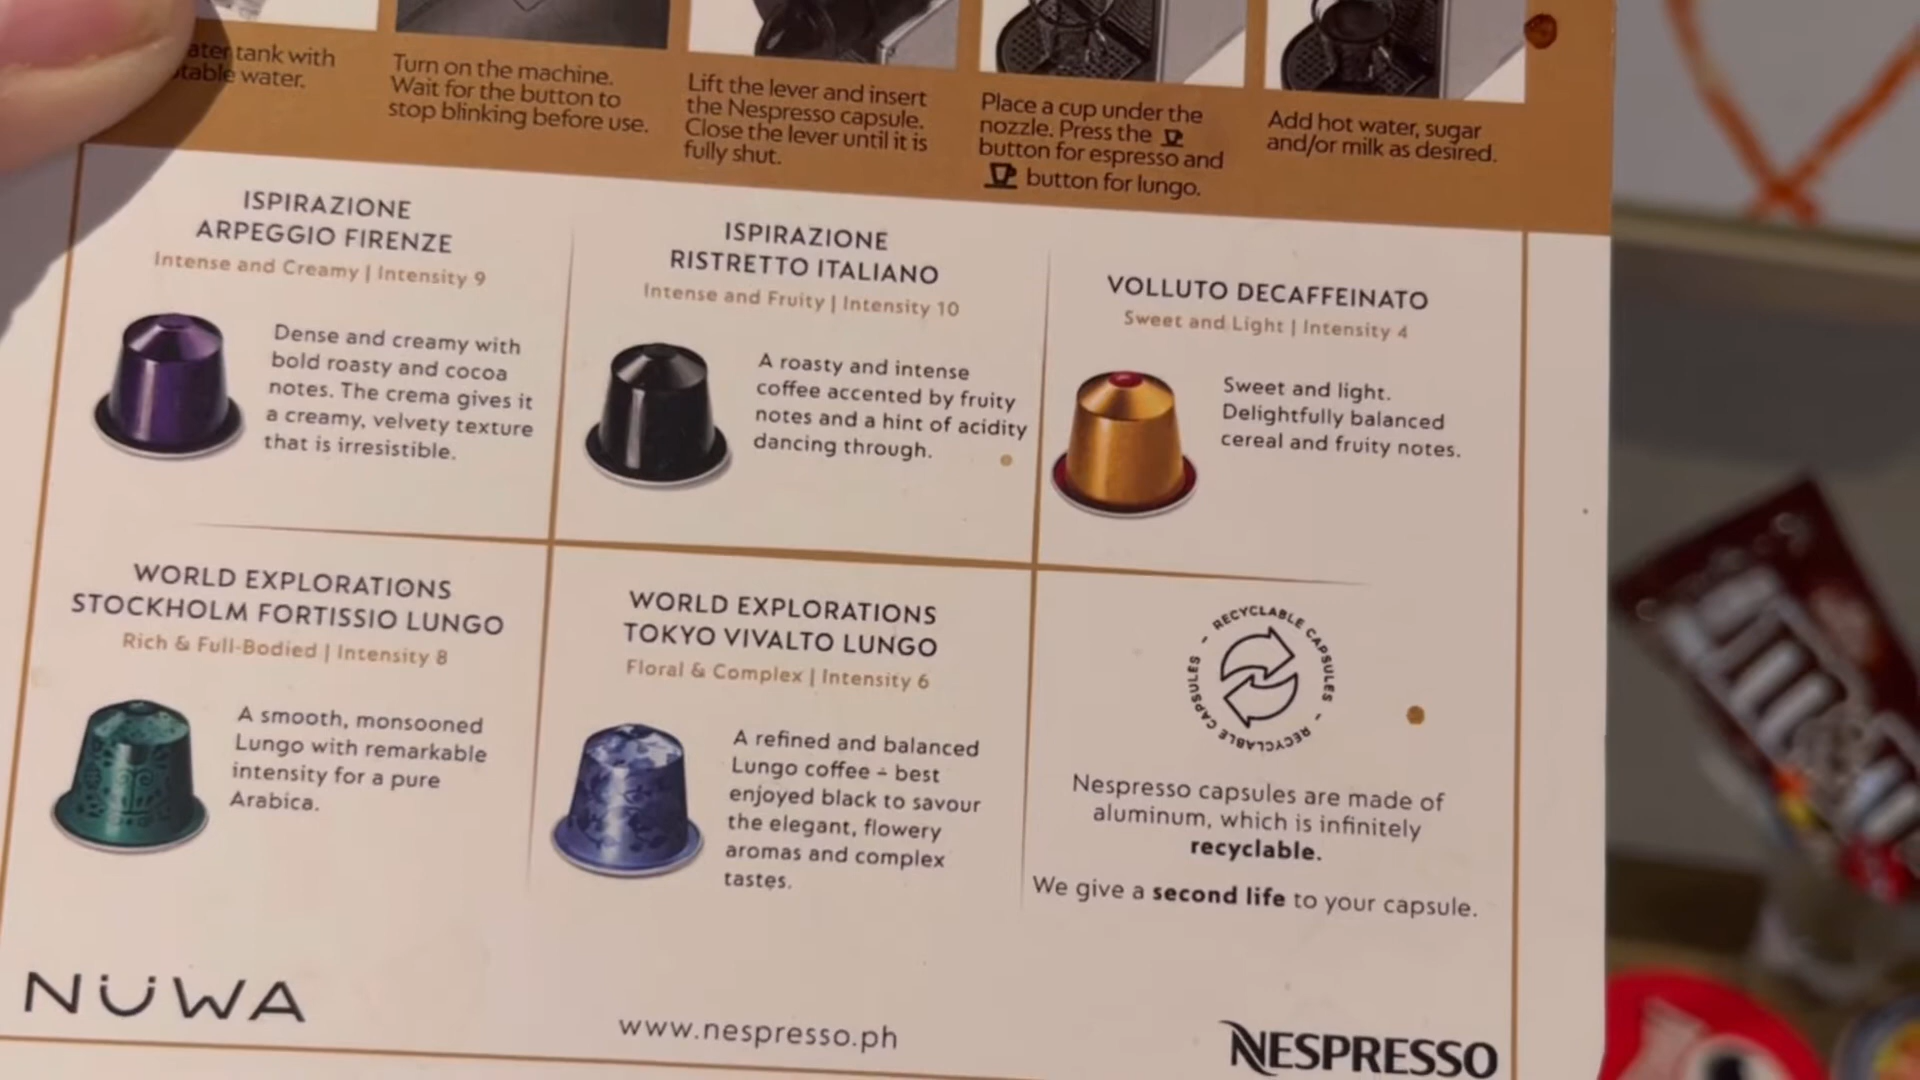 tank with
table water.
Turn on the machine.
Wait for the button to
stop blinking before use.
Lift the lever and insert
the Nespresso capsule.
Close the lever until it is
fully shut.
Place a cup under the
nozzle. Press the
button for espresso and
button for lungo.
Add hot water, sugar
and/or milk as desired.
ISPIRAZIONE
ARPEGGIO FIRENZE
Intense and Creamy | Intensity 9
Dense and creamy with
bold roasty and cocoa
notes. The crema gives it
a creamy, velvety texture
that is irresistible.
ISPIRAZIONE
RISTRETTO ITALIANO
Intense and Fruity | Intensity 10
A roasty and intense
coffee accented by fruity
notes and a hint of acidity
dancing through.
VOLLUTO DECAFFEINATO
Sweet and Light | Intensity 4
Sweet and light.
Delightfully balanced
cereal and fruity notes.
WORLD EXPLORATIONS
STOCKHOLM FORTISSIO LUNGO
Rich & Full-Bodied | Intensity 8
A smooth, monsooned
Lungo with remarkable
intensity for a pure
Arabica.
WORLD EXPLORATIONS
TOKYO VIVALTO LUNGO
Floral & Complex | Intensity 6
A refined and balanced
Lungo coffee - best
enjoyed black to savour
the elegant, flowery
aromas and complex
tastes.
RECYCLABLE CAPSULES - RECYCLABLE CAPSULES -
Nespresso capsules are made of
aluminum, which is infinitely
recyclable.
We give a second life to your capsule.
NÜWA
www.nespresso.ph
NESPRESSO